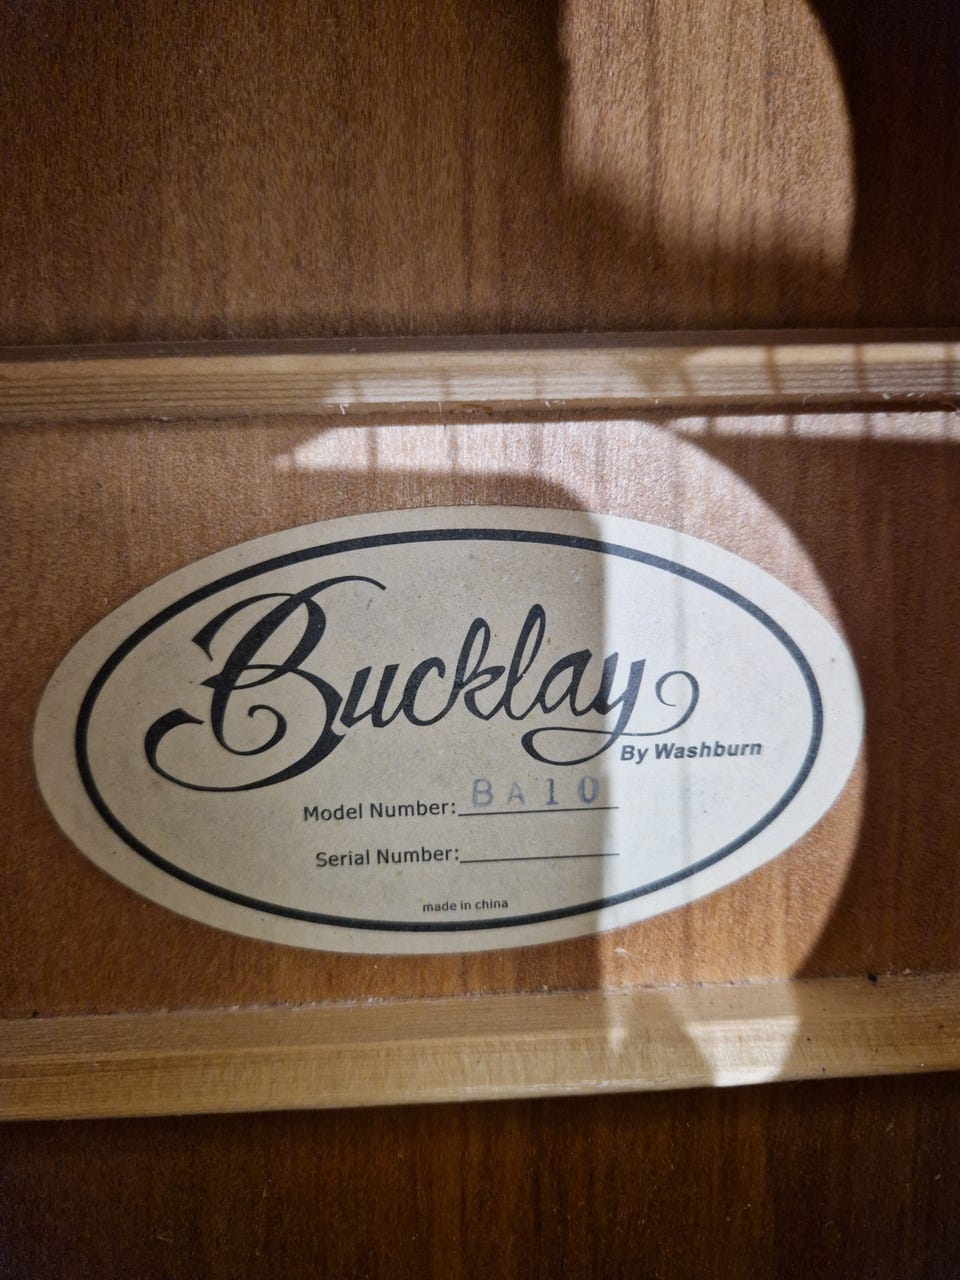 Bucklay
By Washburn
Model Number: BA10
Serial Number:
made in china